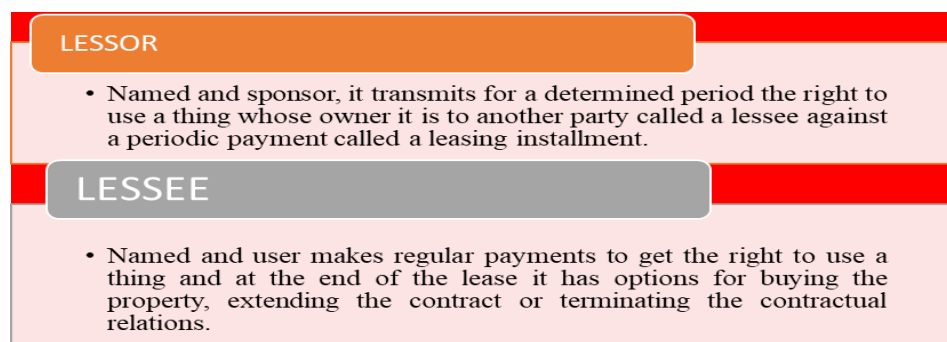 LESSOR
• Named and sponsor, it transmits for a determined period the right to
use a thing whose owner it is to another party called a lessee against
a periodic payment called a leasing installment.
LESSEE
• Named and user makes regular payments to get the right to use a
thing and at the end of the lease it has options for buying the
property, extending the contract or terminating the contractual
relations.